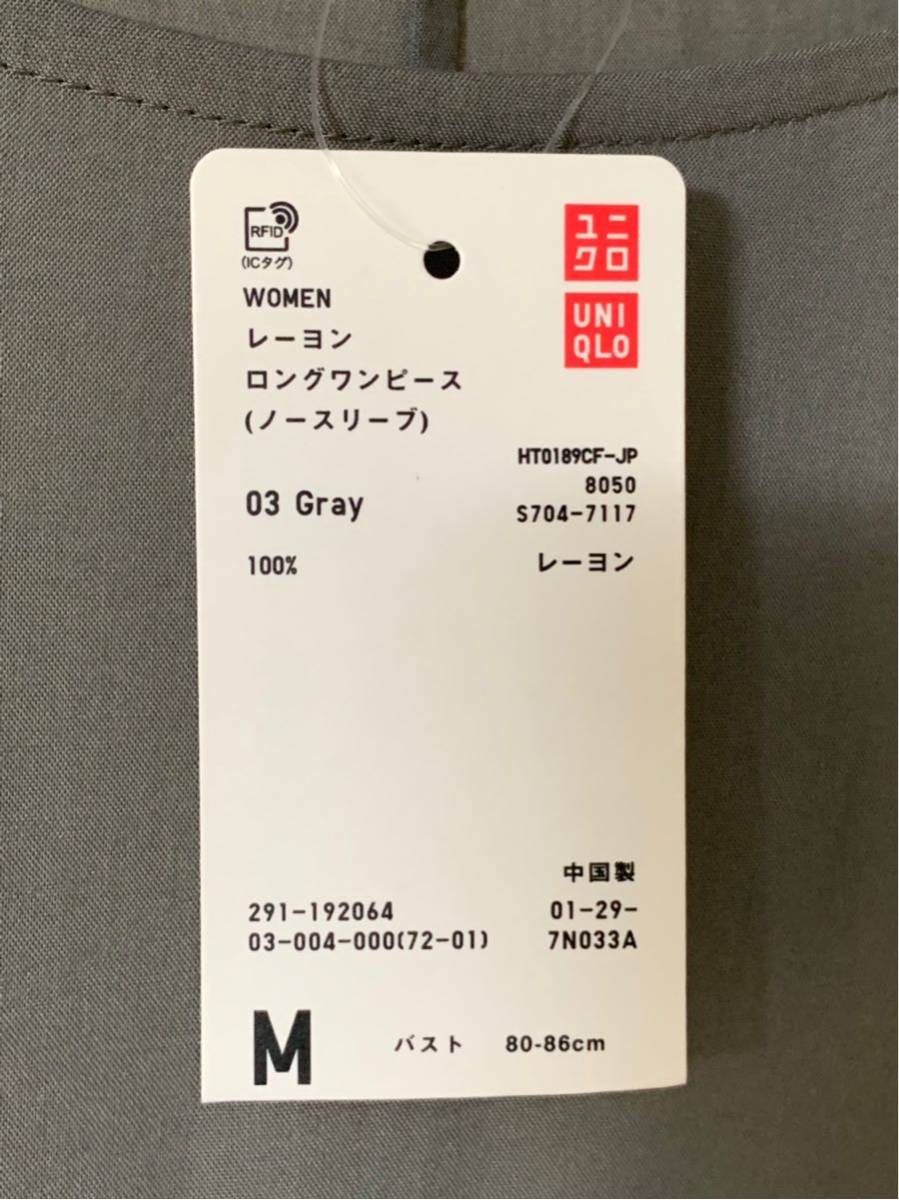 RFID
(ICタグ)
ユニ
クロ
UNI
QLO
WOMEN
レーヨン
ロングワンピース
(ノースリーブ)
HT0189CF-JP
8050
S704-7117
03 Gray
100% レーヨン
中国製
291-192064 01-29-
03-004-000(72-01) 7N033A
M バスト 80-86cm